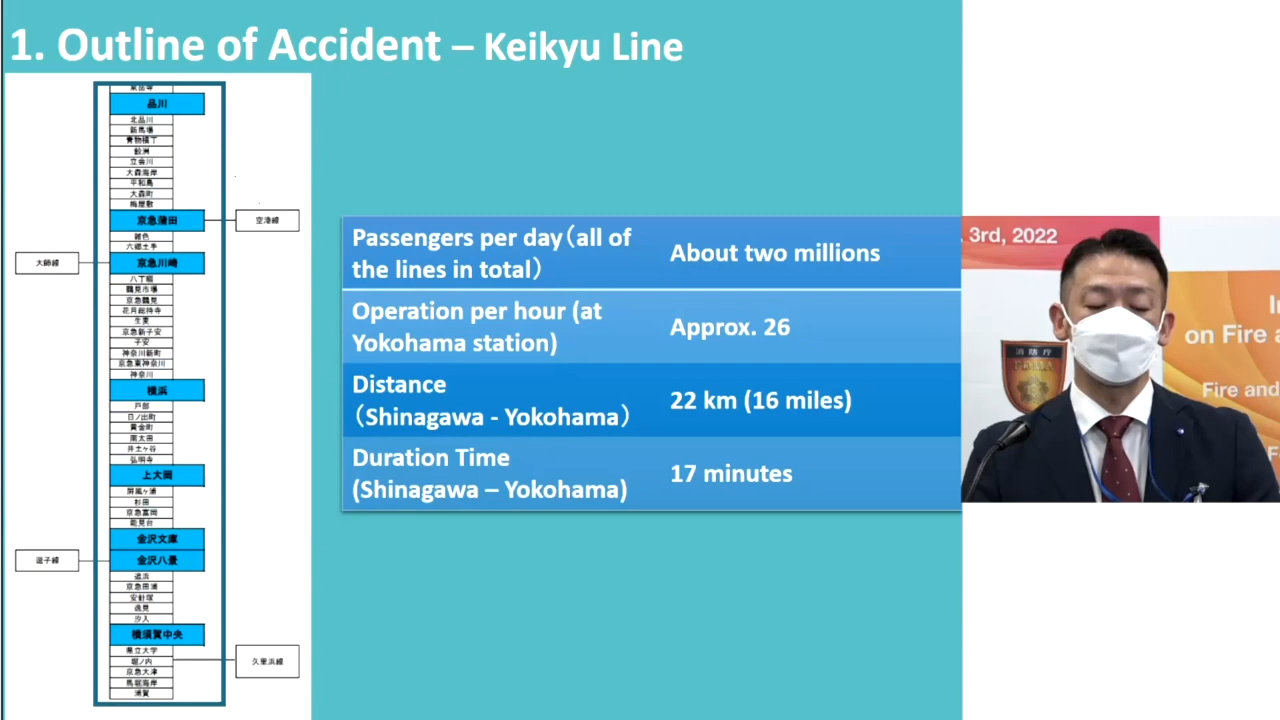 1. Outline of Accident – Keikyu Line
品川
北品川
新馬場
青物横丁
鮫洲
立会川
大森海岸
平和島
大森町
梅屋敷
京急蒲田
空港線
雑色
六郷土手
大師線
京急川崎
八丁畷
鶴見市場
京急鶴見
花月総持寺
生麦
京急新子安
子安
神奈川新町
京急東神奈川
神奈川
横浜
戸部
日ノ出町
黄金町
南太田
井土ヶ谷
弘明寺
上大岡
屏風ヶ浦
杉田
京急富岡
能見台
金沢文庫
逗子線
金沢八景
追浜
京急田浦
安針塚
逸見
汐入
横須賀中央
県立大学
堀ノ内
久里浜線
京急大津
馬堀海岸
浦賀
Passengers per day（all of
the lines in total）
About two millions
Operation per hour (at
Yokohama station)
Approx. 26
Distance
（Shinagawa - Yokohama）
22 km (16 miles)
Duration Time
(Shinagawa – Yokohama)
17 minutes
, 3rd, 2022
on Fire
Fire and
消防庁
FDMA